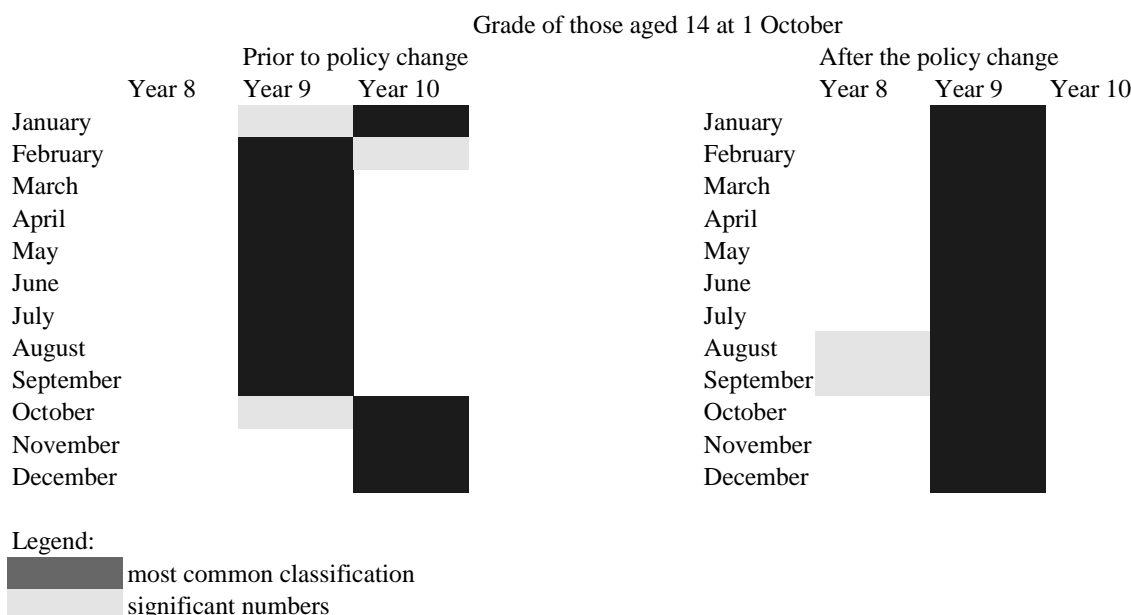 Grade of those aged 14 at 1 October
Prior to policy change After the policy change
Year 8 Year 9 Year 10 Year 8 Year 9 Year 10
January January
February February
March March
April April
May May
June June
July July
August August
September September
October October
November November
December December
Legend:
most common classification
significant numbers